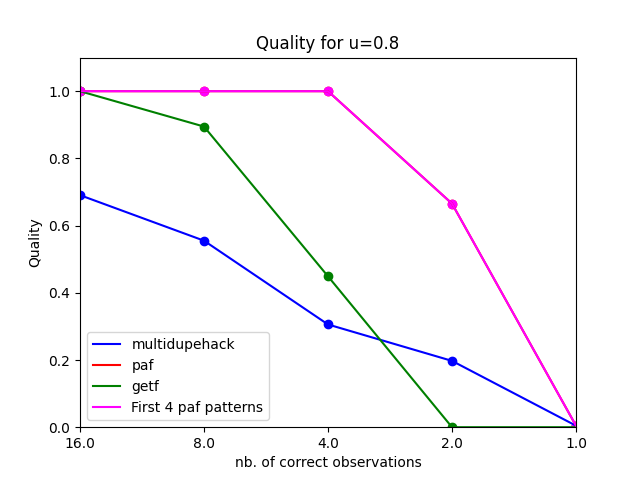 Quality for u=0.8
Quality
1.0
0.8
0.6
0.4
0.2
0.0
multidupehack
paf
getf
First 4 paf patterns
16.0 8.0 4.0 2.0 1.0
nb. of correct observations